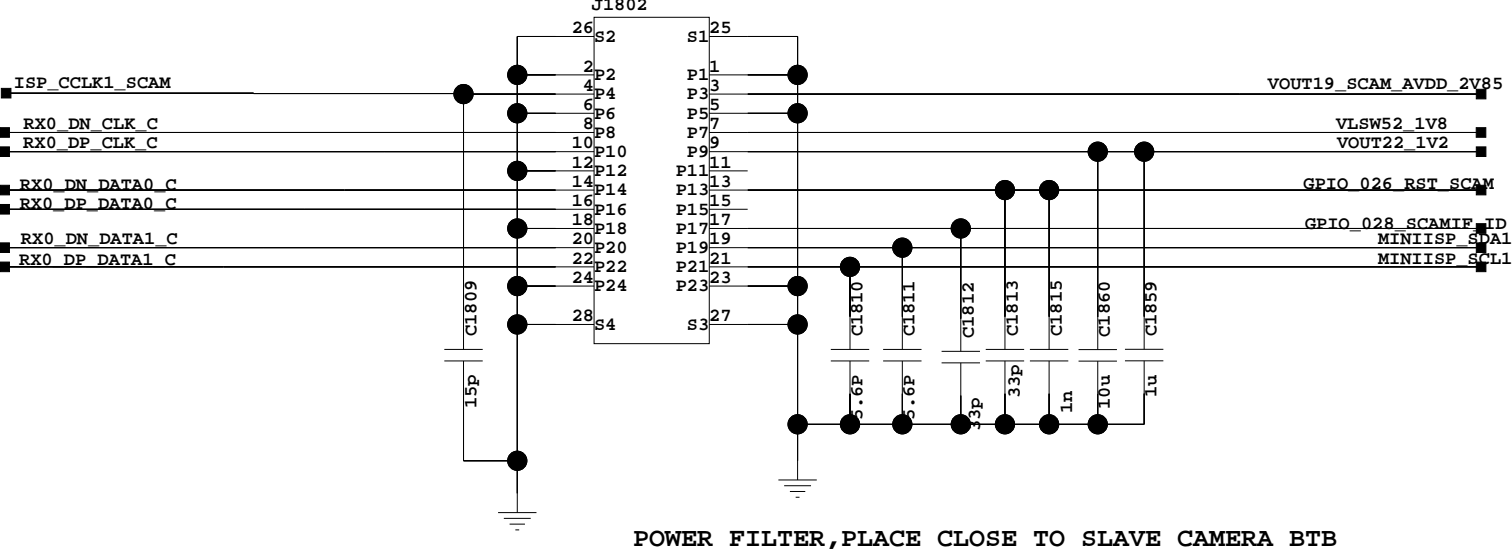 J1802
26 S2 S1 25
2 P2 P1 1
ISP_CCLK1_SCAM 4 P4 P3 3 VOUT19_SCAM_AVDD_2V85
6 P6 P5 5
RX0_DN_CLK_C 8 P8 P7 7 VLSW52_1V8
RX0_DP_CLK_C 10 P10 P9 9 VOUT22_1V2
12 P12 P11 11
RX0_DN_DATA0_C 14 P14 P13 13 GPIO_026_RST_SCAM
RX0_DP_DATA0_C 16 P16 P15 15
18 P18 P17 17 GPIO_028_SCAMIF_ID
RX0_DN_DATA1_C 20 P20 P19 19 MINIISP_SDA1
RX0_DP_DATA1_C 22 P22 P21 21 MINIISP_SCL1
24 P24 P23 23
28 S4 S3 27
C1809
15p
C1810
5.6P
C1811
5.6P
C1812
33p
C1813
33p
C1815
1n
C1860
10u
C1859
1u
POWER FILTER,PLACE CLOSE TO SLAVE CAMERA BTB